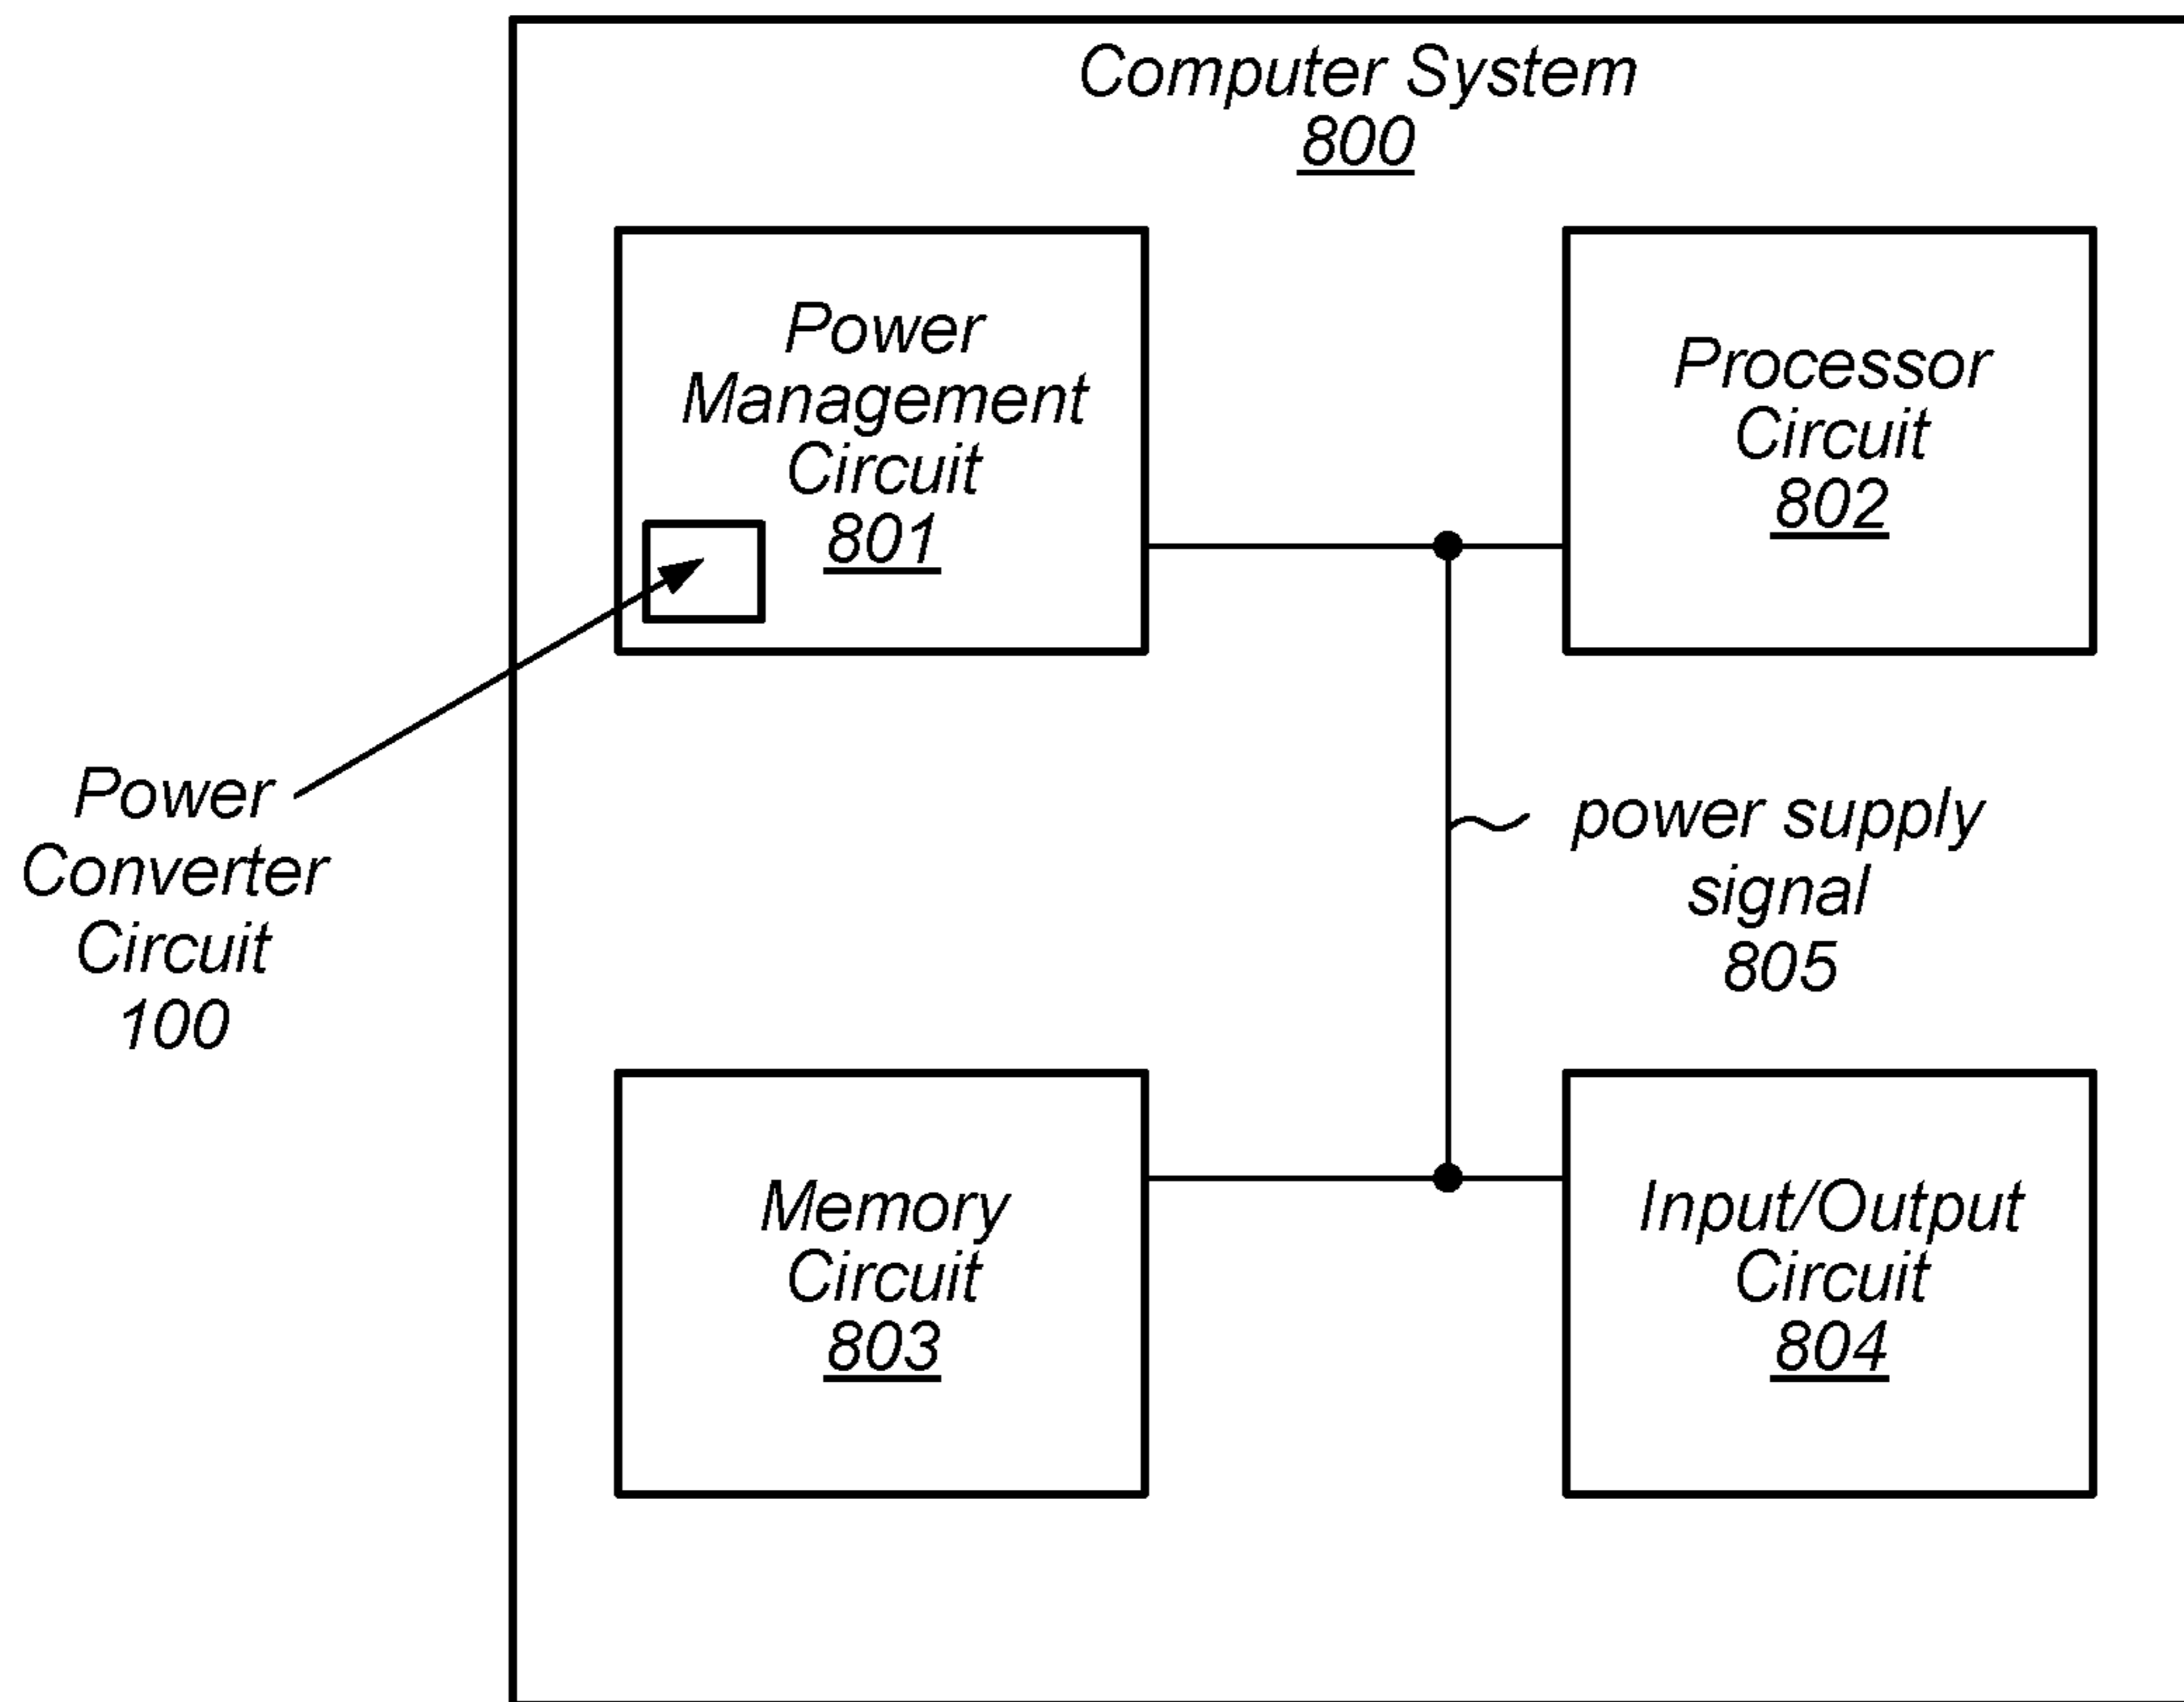 Computer System
800
Power
Management
Circuit
801
Processor
Circuit
802
Power
Converter
Circuit
100
power supply
signal
805
Memory
Circuit
803
Input/Output
Circuit
804